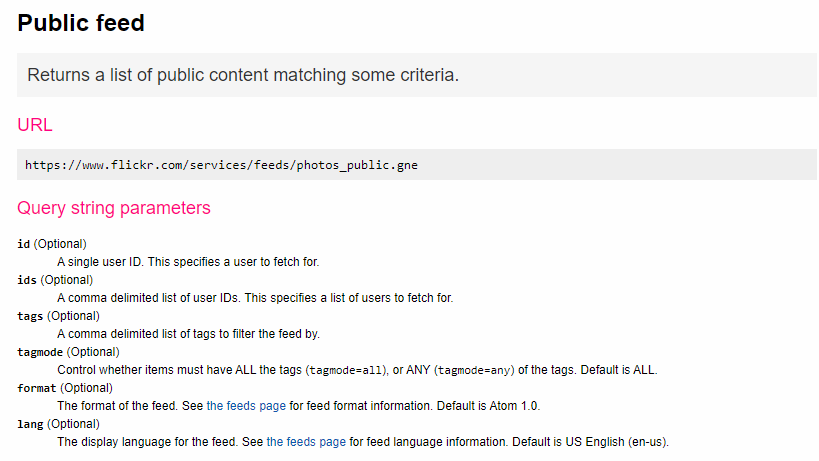 Public feed
Returns a list of public content matching some criteria.
URL
https://www.flickr.com/services/feeds/photos_public.gne
Query string parameters
id (Optional)
A single user ID. This specifies a user to fetch for.
ids (Optional)
A comma delimited list of user IDs. This specifies a list of users to fetch for.
tags (Optional)
A comma delimited list of tags to filter the feed by.
tagmode (Optional)
Control whether items must have ALL the tags (tagmode=all), or ANY (tagmode=any) of the tags. Default is ALL.
format (Optional)
The format of the feed. See the feeds page for feed format information. Default is Atom 1.0.
lang (Optional)
The display language for the feed. See the feeds page for feed language information. Default is US English (en-us).